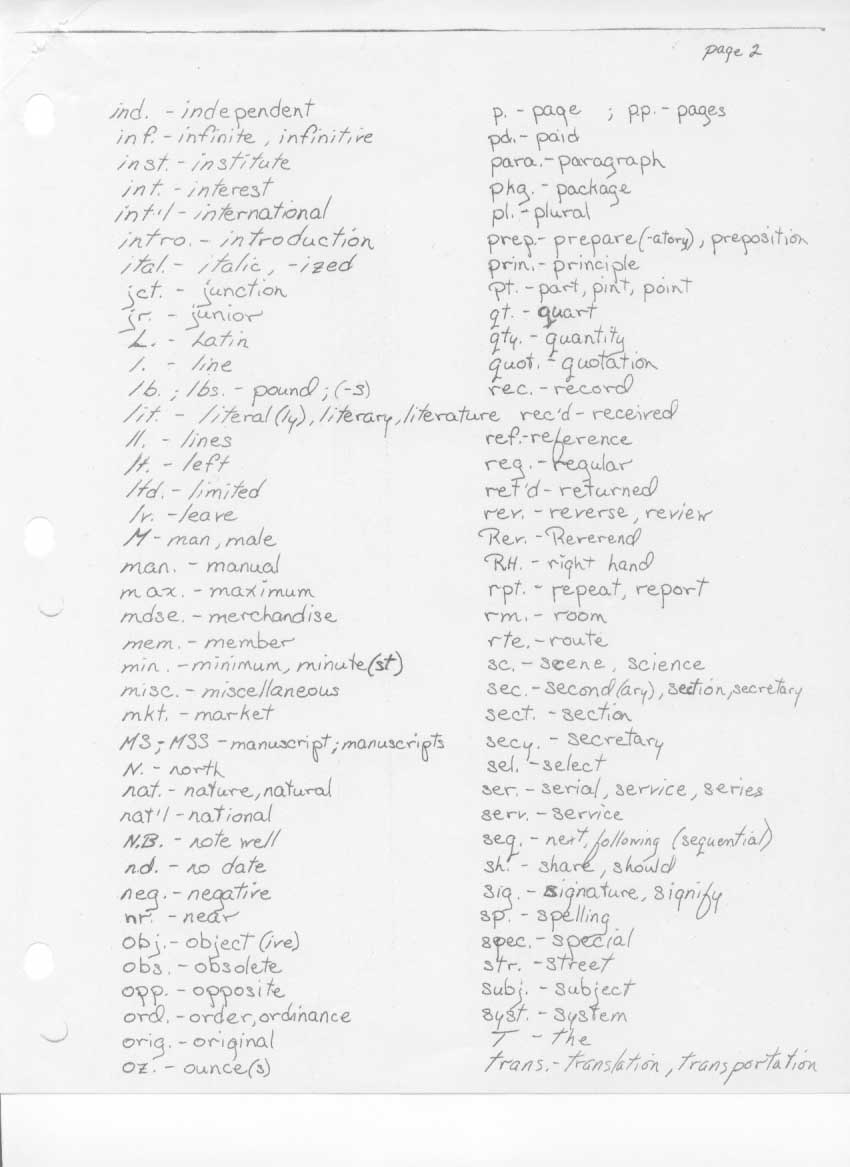 page 2
ind. - independent
inf. - infinite, infinitive
inst. - institute
int. - interest
int'l - international
intro. - introduction
ital. - italic, -ized
jct. - junction
jr. - junior
L. - Latin
l. - line
lb. ; lbs. - pound ; (-s)
lit. - literal(ly), literary, literature
ll. - lines
lt. - left
ltd. - limited
lv. - leave
M - man, male
man. - manual
max. - maximum
mdse. - merchandise
mem. - member
min. - minimum, minute(st)
misc. - miscellaneous
mkt. - market
MS ; MSS - manuscript; manuscripts
N. - north
nat. - nature, natural
nat'l - national
N.B. - note well
n.d. - no date
neg. - negative
nr. - near
obj. - object (ive)
obs. - obsolete
opp. - opposite
ord. - order, ordinance
orig. - original
oz. - ounce(s)
p. - page ; pp. - pages
pd. - paid
para. - paragraph
pkg. - package
pl. - plural
prep. - prepare(-atory), preposition
prin. - principle
pt. - part, pint, point
qt. - quart
qty. - quantity
quot. - quotation
rec. - record
rec'd - received
ref. - reference
reg. - regular
ret'd - returned
rev. - reverse, review
Rev. - Reverend
RH. - right hand
rpt. - repeat, report
rm. - room
rte. - route
sc. - scene, science
sec. - second(ary), section, secretary
sect. - section
secy. - secretary
sel. - select
ser. - serial, service, series
serv. - service
seq. - next, following (sequential)
sh. - share, should
sig. - signature, signify
sp. - spelling
spec. - special
str. - street
subj. - subject
syst. - system
T - the
trans. - translation, transportation